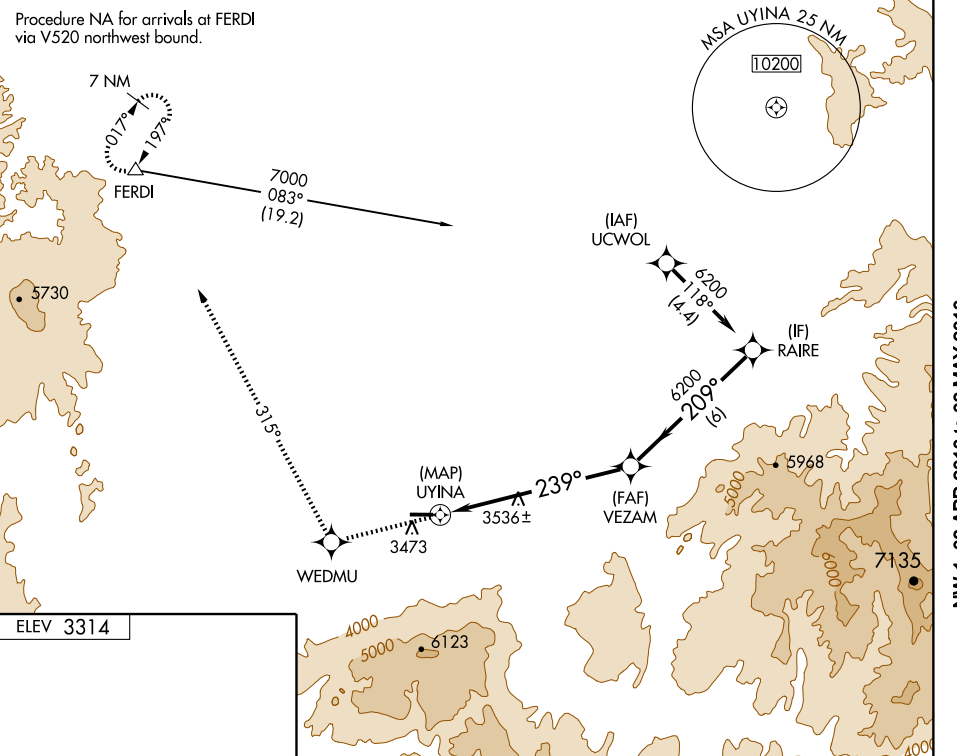 Procedure NA for arrivals at FERDI
via V520 northwest bound.
MSA UYINA 25 NM
10200
7 NM
017°
197°
FERDI
7000
083°
(19.2)
(IAF)
UCWOL
6200
118°
(4.4)
(IF)
RAIRE
5730
6200
209°
(6)
315°
(MAP)
UYINA
239°
(FAF)
VEZAM
3536±
3473
WEDMU
5968
5000
6000
7135
ELEV 3314
4000
5000
6123
4000